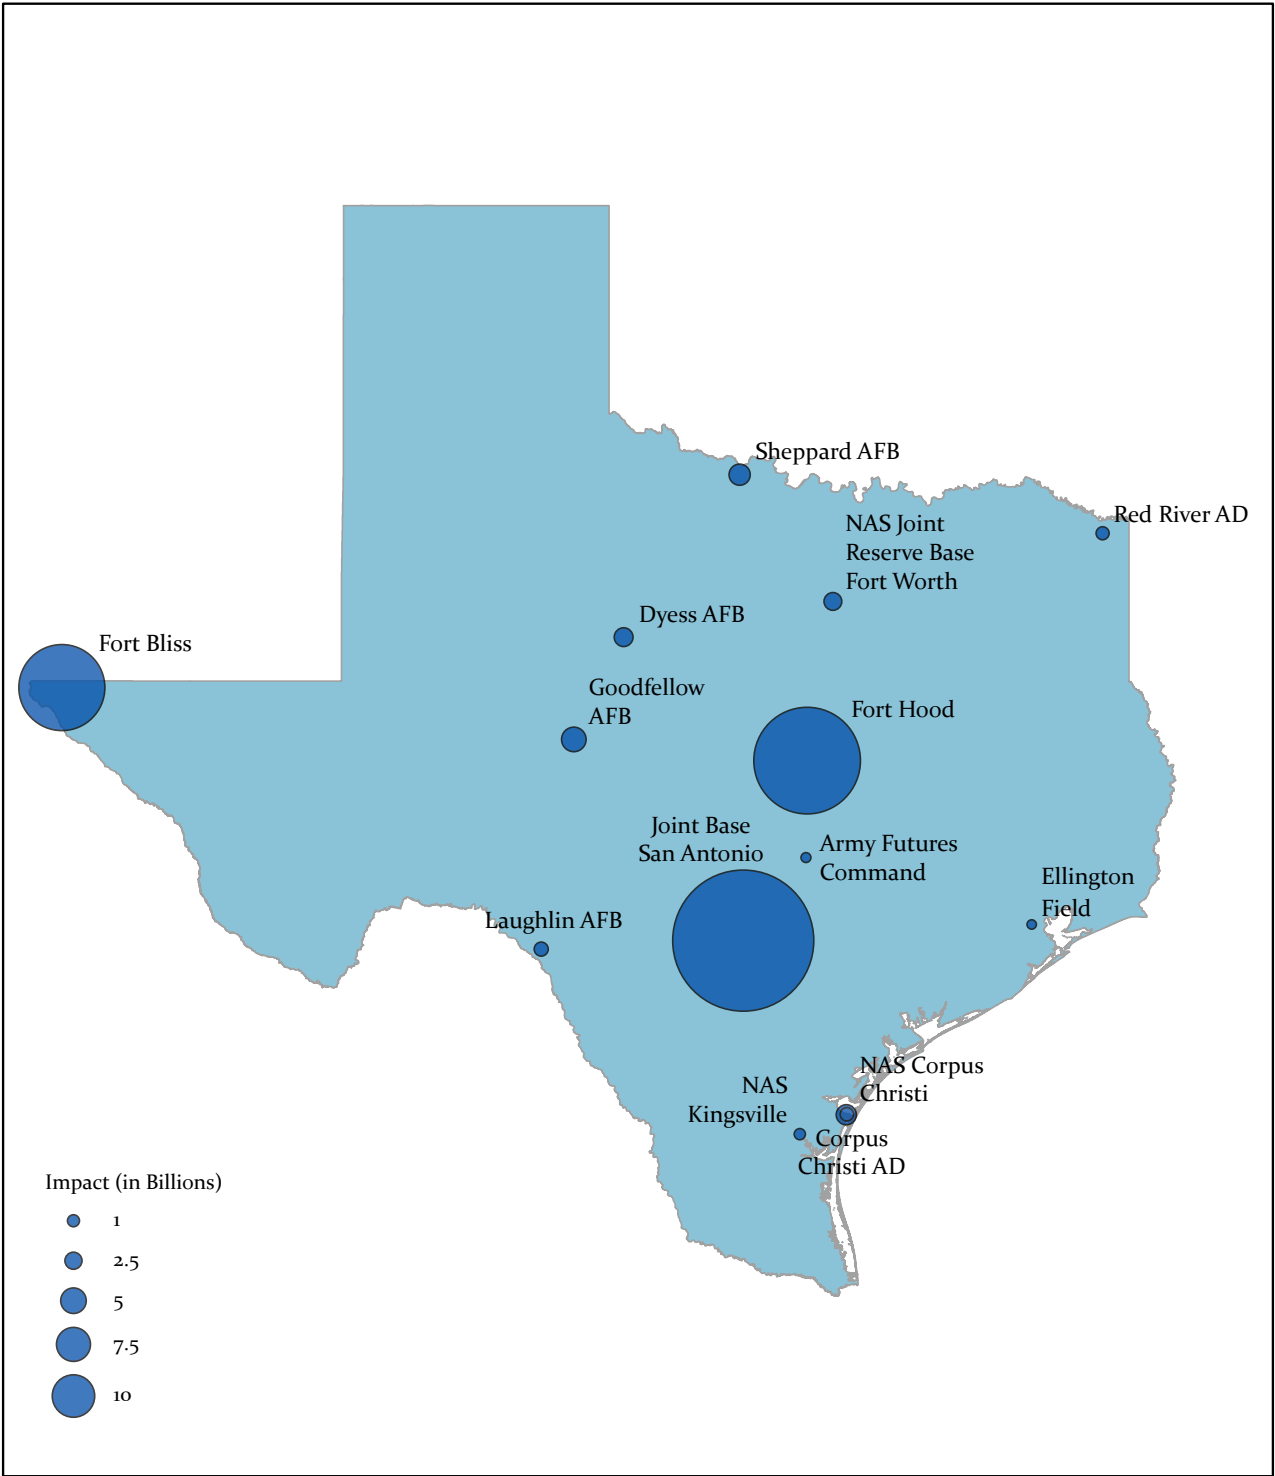 Sheppard AFB
Red River AD
NAS Joint
Reserve Base
Fort Worth
Dyess AFB
Fort Bliss
Goodfellow
AFB
Fort Hood
Joint Base
San Antonio
Army Futures
Command
Ellington
Field
Laughlin AFB
NAS Corpus
Christi
NAS
Kingsville
Corpus
Christi AD
Impact (in Billions)
1
2.5
5
7.5
10